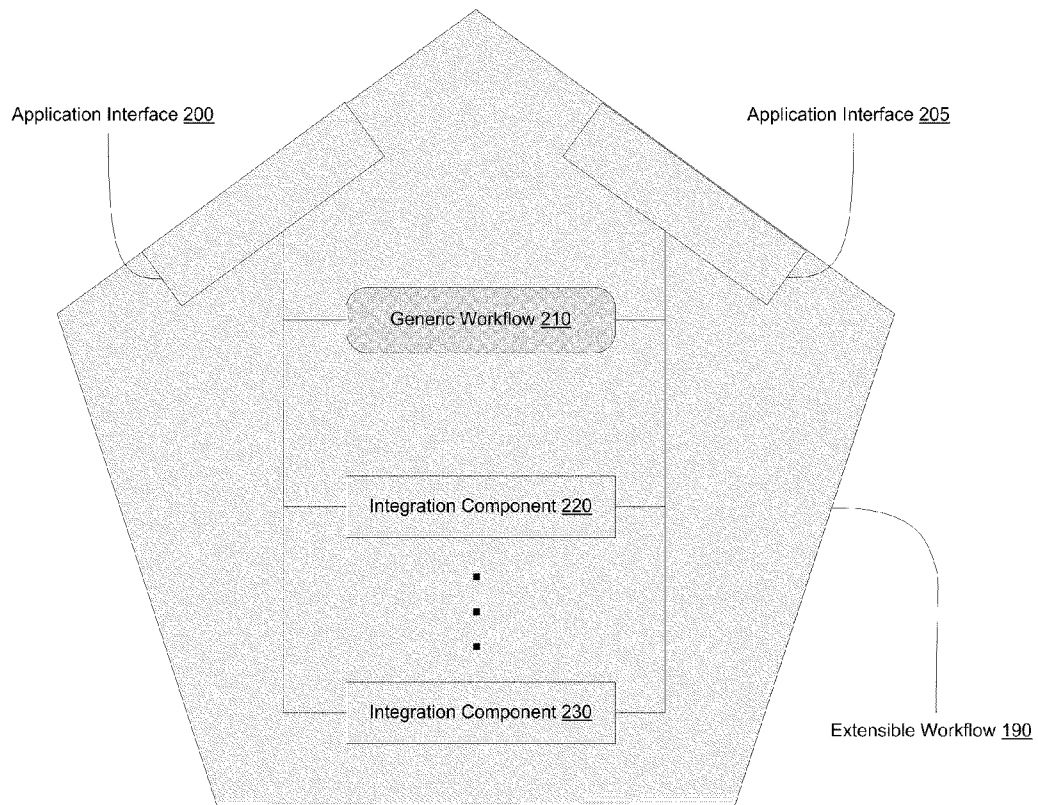 Application Interface 200
Application Interface 205
Generic Workflow 210
Integration Component 220
Integration Component 230
Extensible Workflow 190